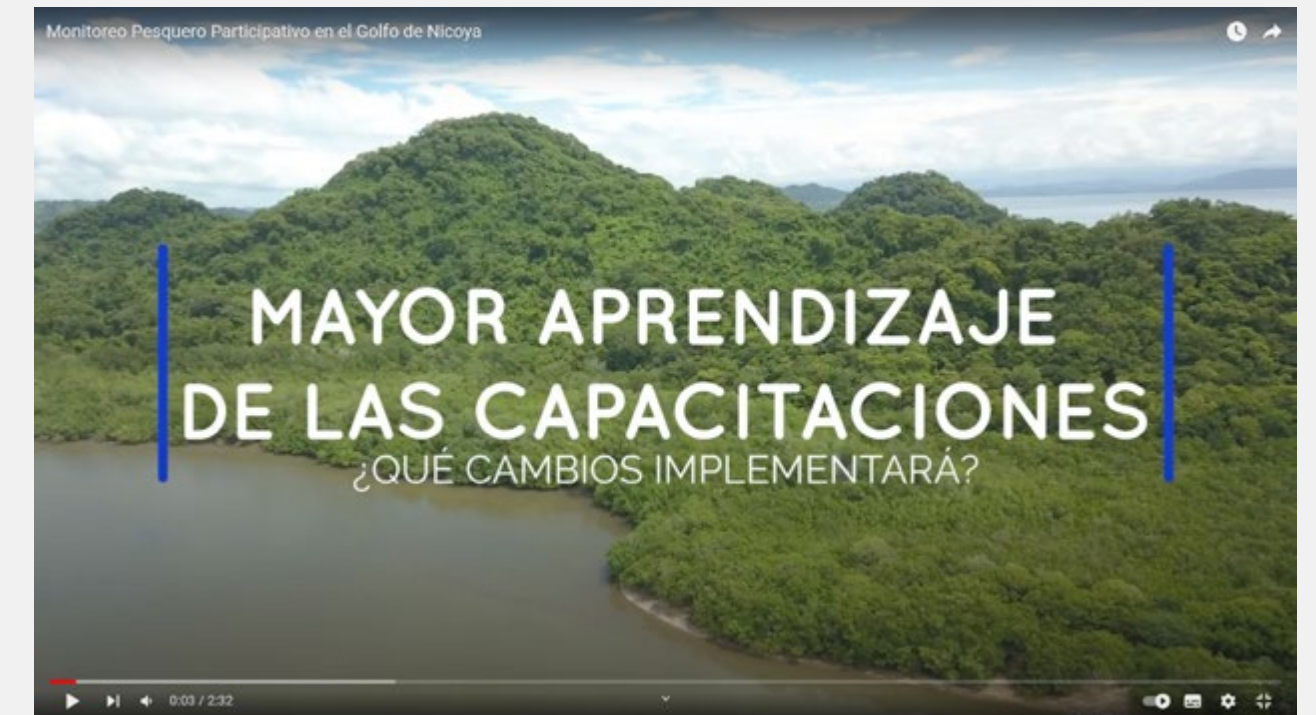 Monitoreo Pesquero Participativo en el Golfo de Nicoya
MAYOR APRENDIZAJE
DE LAS CAPACITACIONES
¿QUÉ CAMBIOS IMPLEMENTARÁ?
0:03 / 2:32